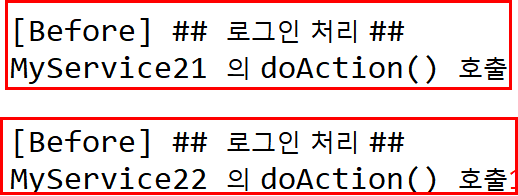 [Before] ## 로그인 처리 ##
MyService21 의 doAction() 호출
[Before] ## 로그인 처리 ##
MyService22 의 doAction() 호출